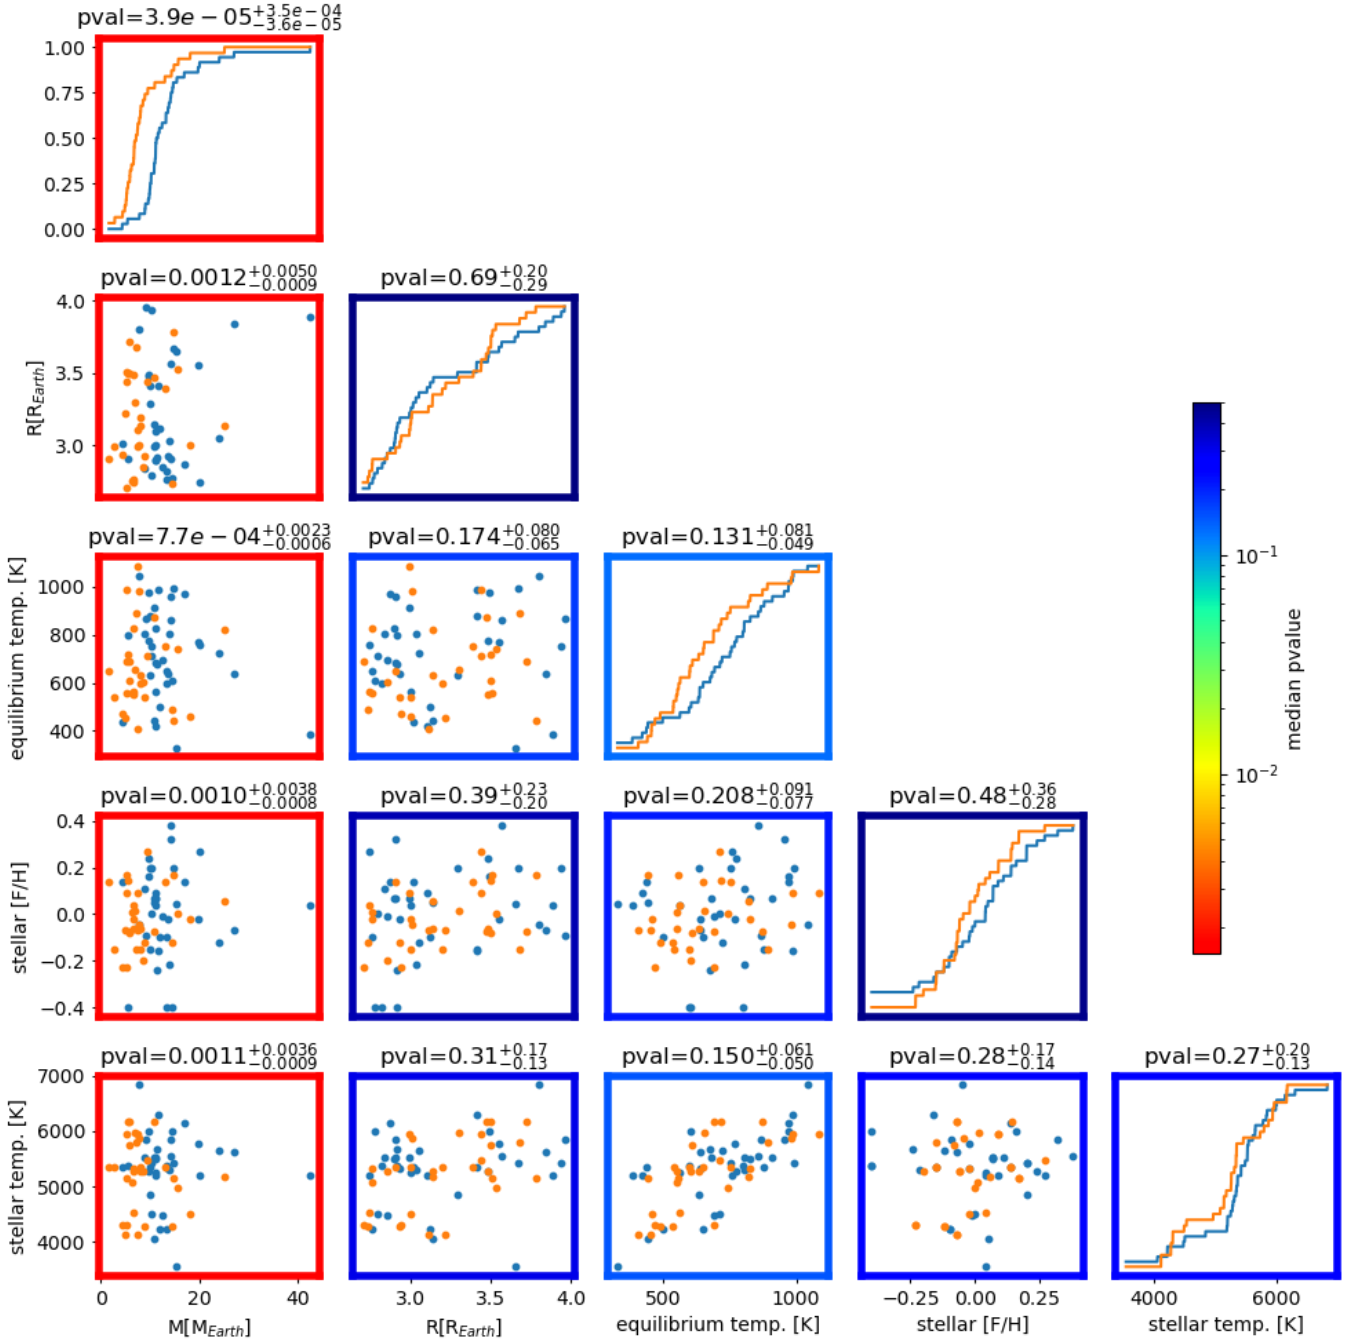 pval=3.9e − 05+3.5e−04−3.6e−05
1.00
0.75
0.50
0.25
0.00
pval=0.0012+0.0050−0.0009
pval=0.69+0.20−0.29
4.0
3.5
3.0
R[REarth]
pval=7.7e − 04+0.0023−0.0006
pval=0.174+0.080−0.065
pval=0.131+0.081−0.049
1000
800
600
400
equilibrium temp. [K]
10−1
10−2
median pvalue
pval=0.0010+0.0038−0.0008
pval=0.39+0.23−0.20
pval=0.208+0.091−0.077
pval=0.48+0.36−0.28
0.4
0.2
0.0
−0.2
−0.4
stellar [F/H]
pval=0.0011+0.0036−0.0009
pval=0.31+0.17−0.13
pval=0.150+0.061−0.050
pval=0.28+0.17−0.14
pval=0.27+0.20−0.13
7000
6000
5000
4000
stellar temp. [K]
0 20 40
3.0 3.5 4.0
500 1000
−0.25 0.00 0.25
4000 6000
M[MEarth]
R[REarth]
equilibrium temp. [K]
stellar [F/H]
stellar temp. [K]